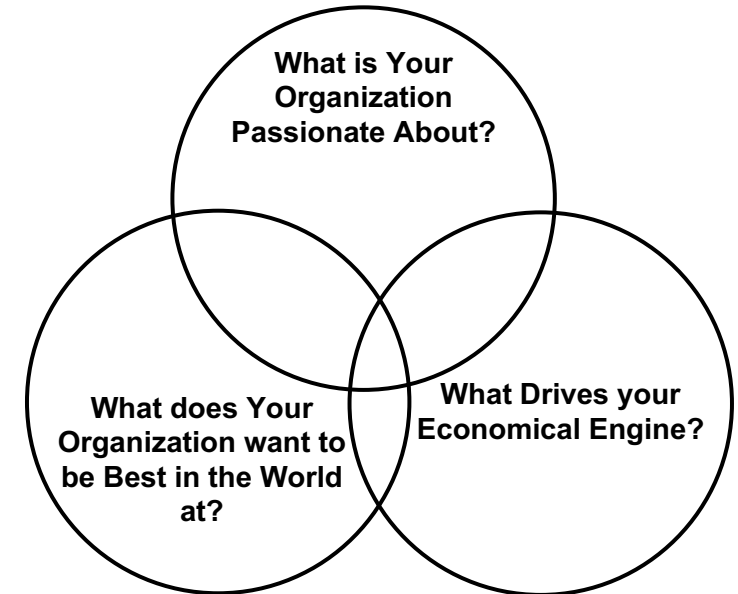 What is Your
Organization
Passionate About?
What does Your
Organization want to
be Best in the World
at?
What Drives your
Economical Engine?